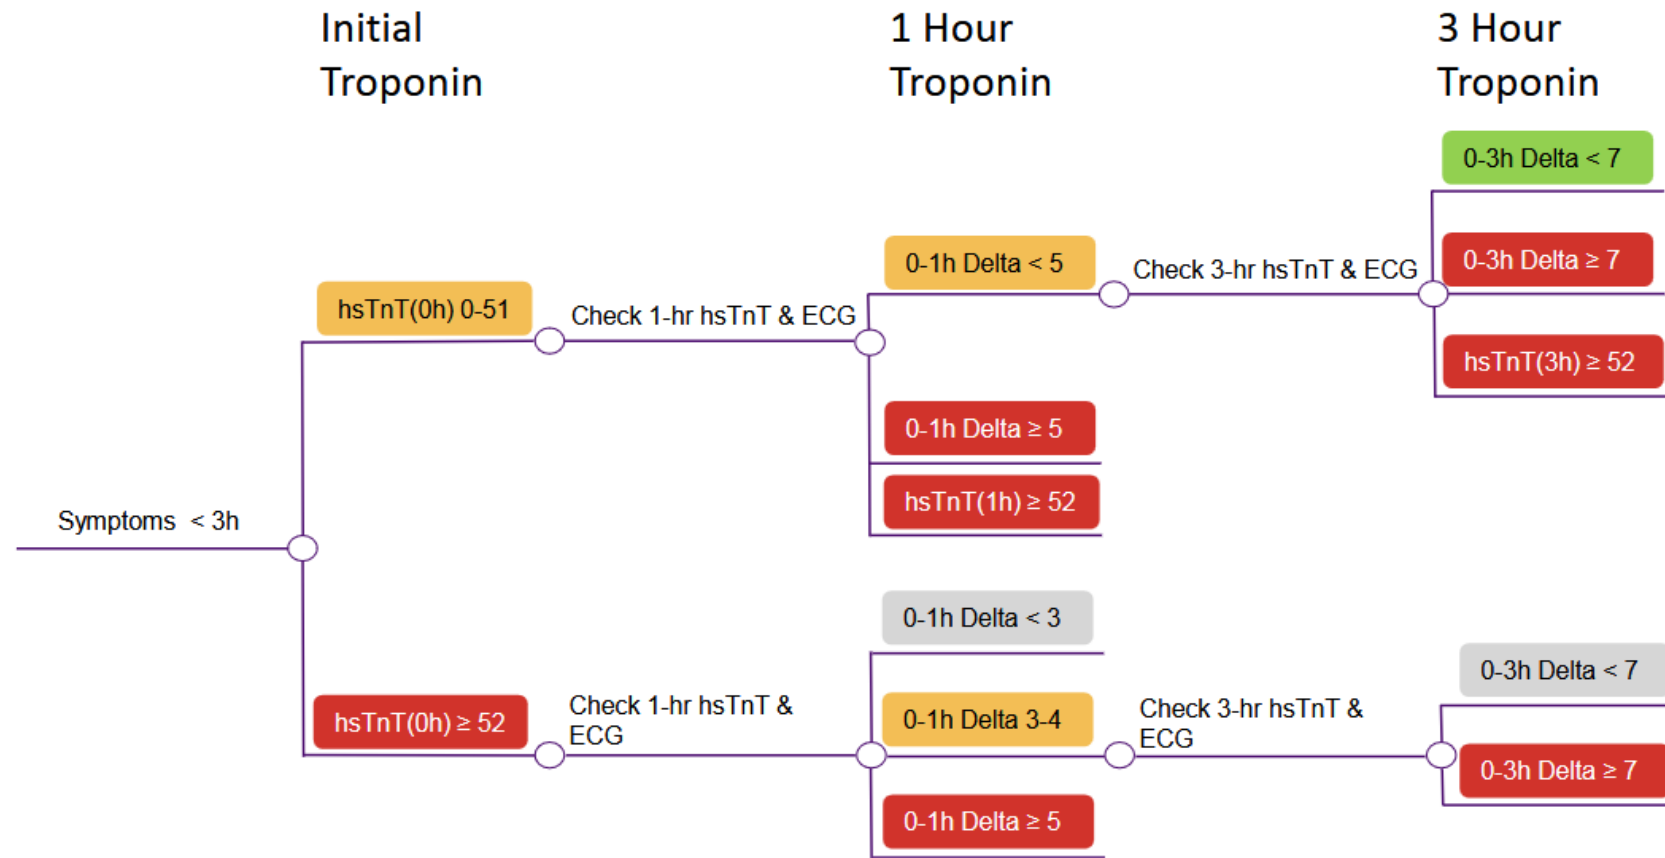 Initial
Troponin
1 Hour
Troponin
3 Hour
Troponin
Symptoms < 3h
hsTnT(0h) 0-51
Check 1-hr hsTnT & ECG
0-1h Delta < 5
Check 3-hr hsTnT & ECG
0-3h Delta < 7
0-3h Delta ≥ 7
hsTnT(3h) ≥ 52
0-1h Delta ≥ 5
hsTnT(1h) ≥ 52
hsTnT(0h) ≥ 52
Check 1-hr hsTnT &
ECG
0-1h Delta < 3
0-1h Delta 3-4
Check 3-hr hsTnT &
ECG
0-3h Delta < 7
0-3h Delta ≥ 7
0-1h Delta ≥ 5